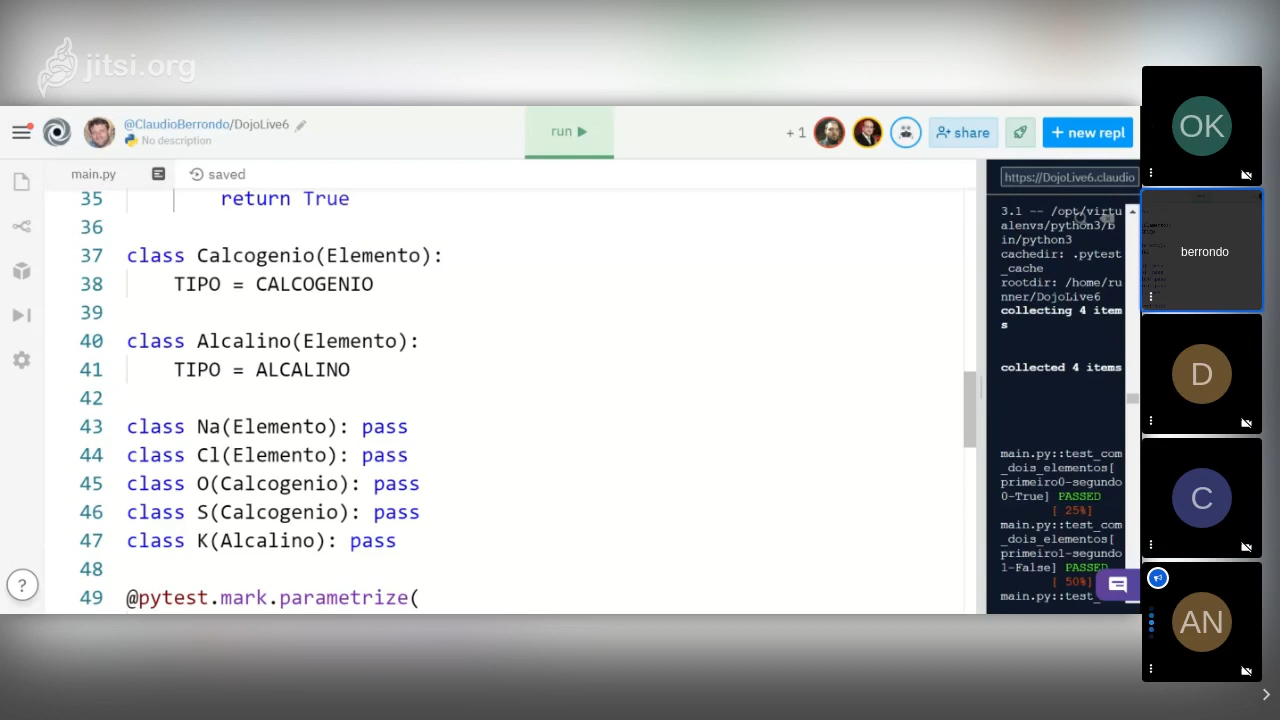 jitsi.org
@ClaudioBerrondo/DojoLive6
No description
run
+ 1
share
+ new repl
main.py
saved
https://DojoLive6.claudio
35 return True
36
37 class Calcogenio(Elemento):
38 TIPO = CALCOGENIO
39
40 class Alcalino(Elemento):
41 TIPO = ALCALINO
42
43 class Na(Elemento): pass
44 class Cl(Elemento): pass
45 class O(Calcogenio): pass
46 class S(Calcogenio): pass
47 class K(Alcalino): pass
48
49 @pytest.mark.parametrize(
?
3.1 -- /opt/virtu
alenvs/python3/b
in/python3
cachedir: .pytest
_cache
rootdir: /home/ru
nner/DojoLive6
collecting 4 item
s
collected 4 items
main.py::test_com
_dois_elementos[
primeiro0-segundo
0-True] PASSED
[ 25%]
main.py::test_com
_dois_elementos[
primeiro1-segundo
1-False] PASSED
[ 50%]
main.py::test_
OK
berrondo
D
C
AN